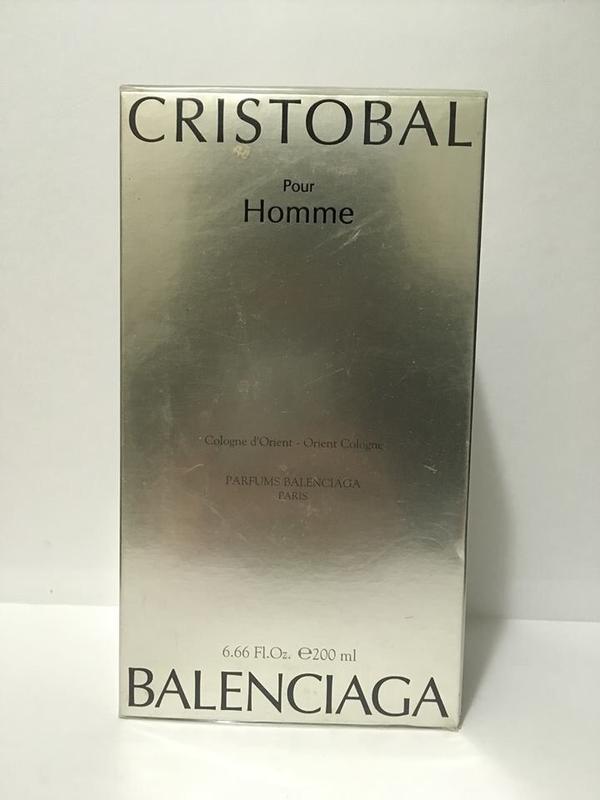 CRISTOBAL
Pour
Homme
Cologne d'Orient - Orient Cologne
PARFUMS BALENCIAGA
PARIS
6.66 Fl.Oz. ℮200 ml
BALENCIAGA